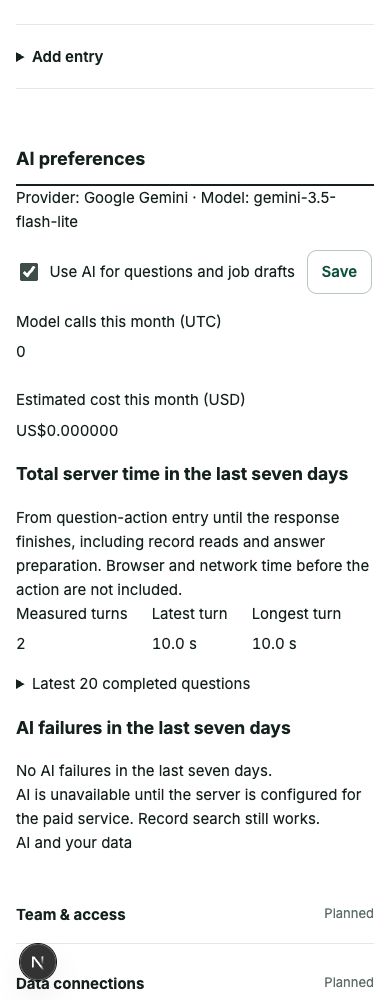 Add entry
AI preferences
Provider: Google Gemini · Model: gemini-3.5-
flash-lite
Use AI for questions and job drafts Save
Model calls this month (UTC)
0
Estimated cost this month (USD)
US$0.000000
Total server time in the last seven days
From question-action entry until the response
finishes, including record reads and answer
preparation. Browser and network time before the
action are not included.
Measured turns Latest turn Longest turn
2 10.0 s 10.0 s
Latest 20 completed questions
AI failures in the last seven days
No AI failures in the last seven days.
AI is unavailable until the server is configured for
the paid service. Record search still works.
AI and your data
Team & access Planned
N
Data connections Planned